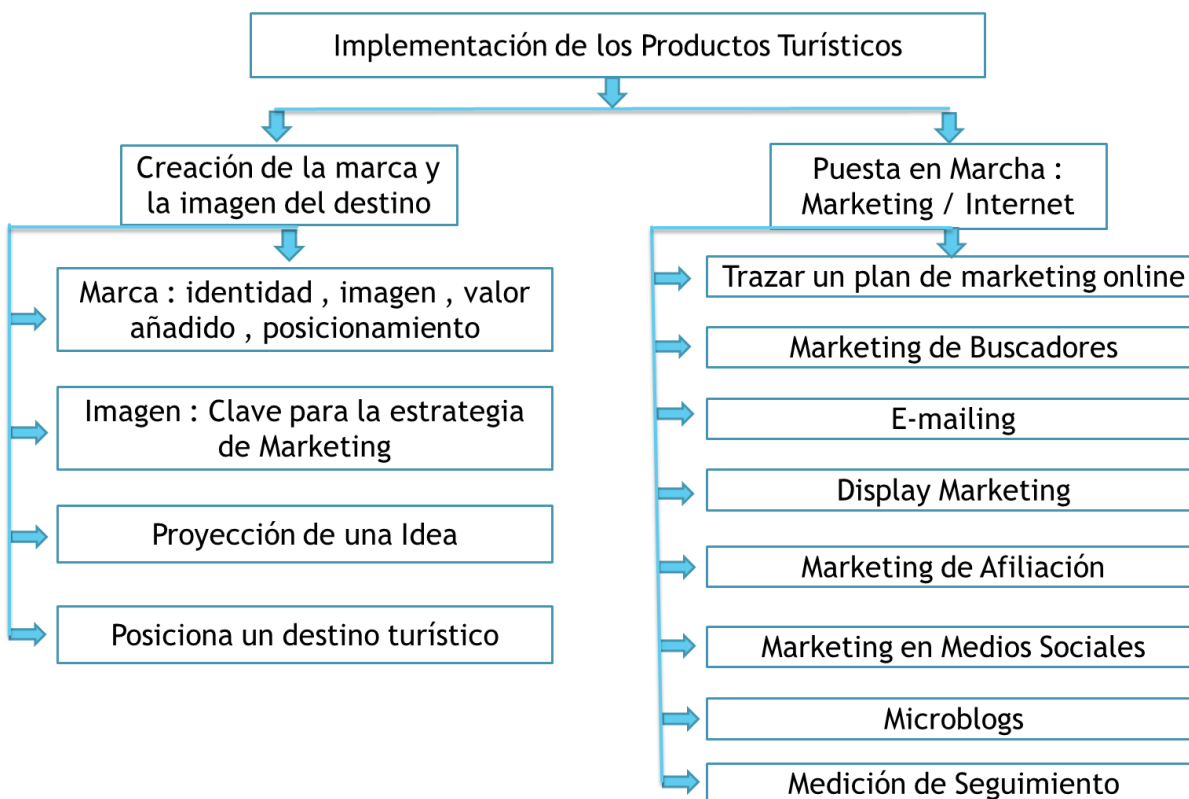 Implementación de los Productos Turísticos
Creación de la marca y
la imagen del destino
Marca : identidad , imagen , valor
añadido , posicionamiento
Imagen : Clave para la estrategia
de Marketing
Proyección de una Idea
Posiciona un destino turístico
Puesta en Marcha :
Marketing / Internet
Trazar un plan de marketing online
Marketing de Buscadores
E-mailing
Display Marketing
Marketing de Afiliación
Marketing en Medios Sociales
Microblogs
Medición de Seguimiento